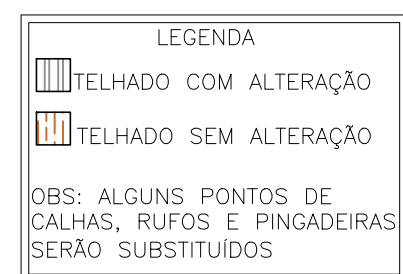 LEGENDA
TELHADO COM ALTERAÇÃO
TELHADO SEM ALTERAÇÃO
OBS: ALGUNS PONTOS DE
CALHAS, RUFOS E PINGADEIRAS
SERÃO SUBSTITUÍDOS